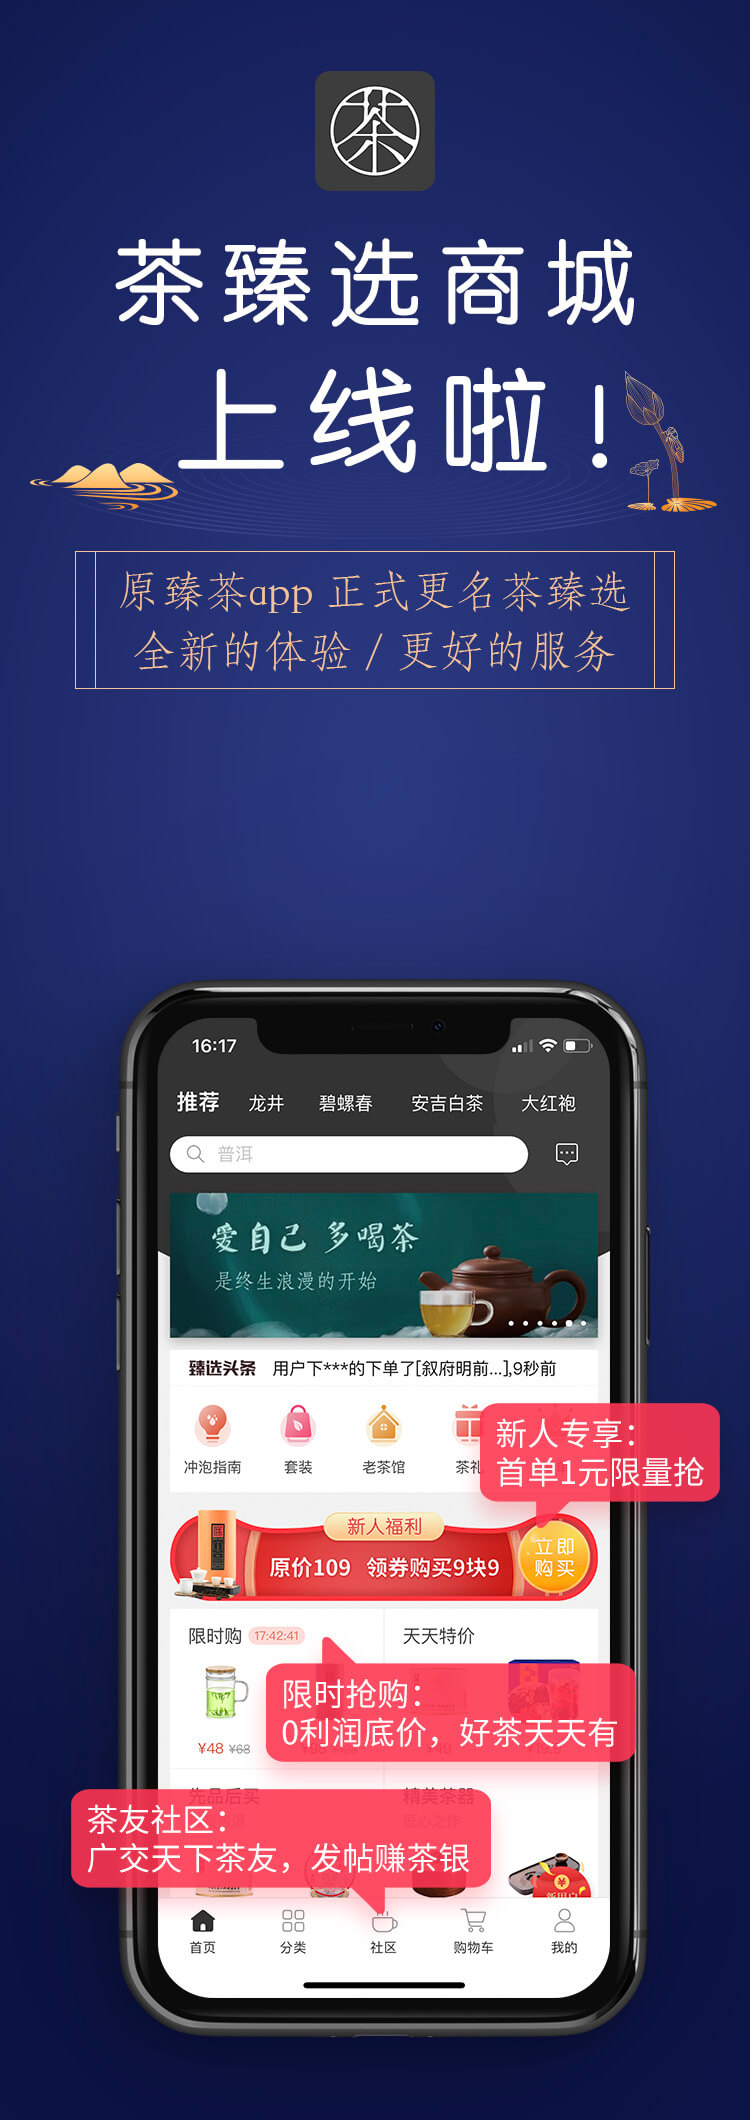 茶
茶臻选商城
上线啦！
原臻茶app 正式更名茶臻选
全新的体验 / 更好的服务
16:17
推荐 龙井 碧螺春 安吉白茶 大红袍
普洱
爱自己 多喝茶
是终生浪漫的开始
臻选头条 用户下***的下单了[叙府明前...],9秒前
冲泡指南 套装 老茶馆 茶礼
新人专享：
首单1元限量抢
新人福利
原价109 领券购买9块9
立即
购买
限时购 17:42:41 天天特价
限时抢购：
0利润底价，好茶天天有
¥48 ¥68
先品后买 精美茶器
匠心之作
茶友社区：
广交天下茶友，发帖赚茶银
首页 分类 社区 购物车 我的